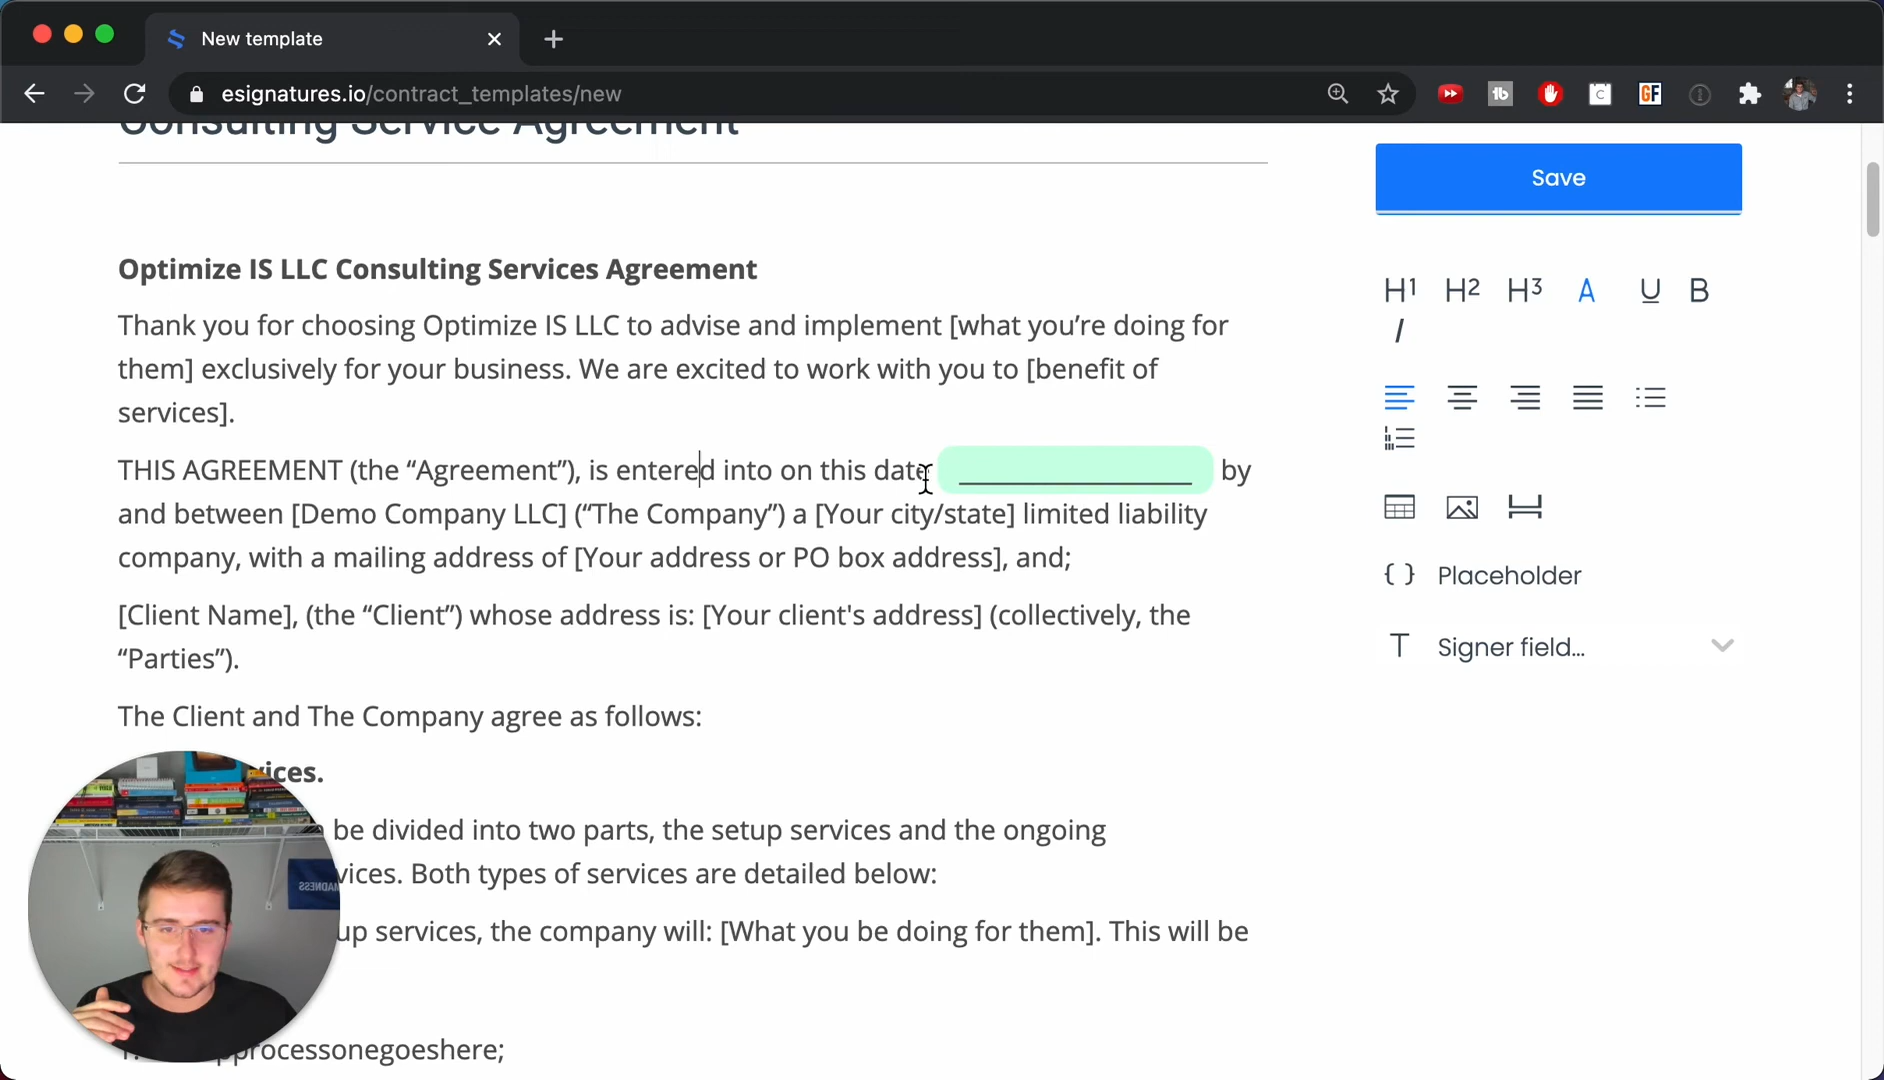 New template
esignatures.io/contract_templates/new
Consulting Service Agreement
Save
Optimize IS LLC Consulting Services Agreement
H1 H2 H3 A U B
I
Thank you for choosing Optimize IS LLC to advise and implement [what you’re doing for
them] exclusively for your business. We are excited to work with you to [benefit of
services].
THIS AGREEMENT (the “Agreement”), is entered into on this date ____________________ by
and between [Demo Company LLC] (“The Company”) a [Your city/state] limited liability
company, with a mailing address of [Your address or PO box address], and;
{ } Placeholder
[Client Name], (the “Client”) whose address is: [Your client's address] (collectively, the
“Parties”).
T Signer field...
The Client and The Company agree as follows:
be divided into two parts, the setup services and the ongoing
vices. Both types of services are detailed below:
up services, the company will: [What you be doing for them]. This will be
processonegoeshere;